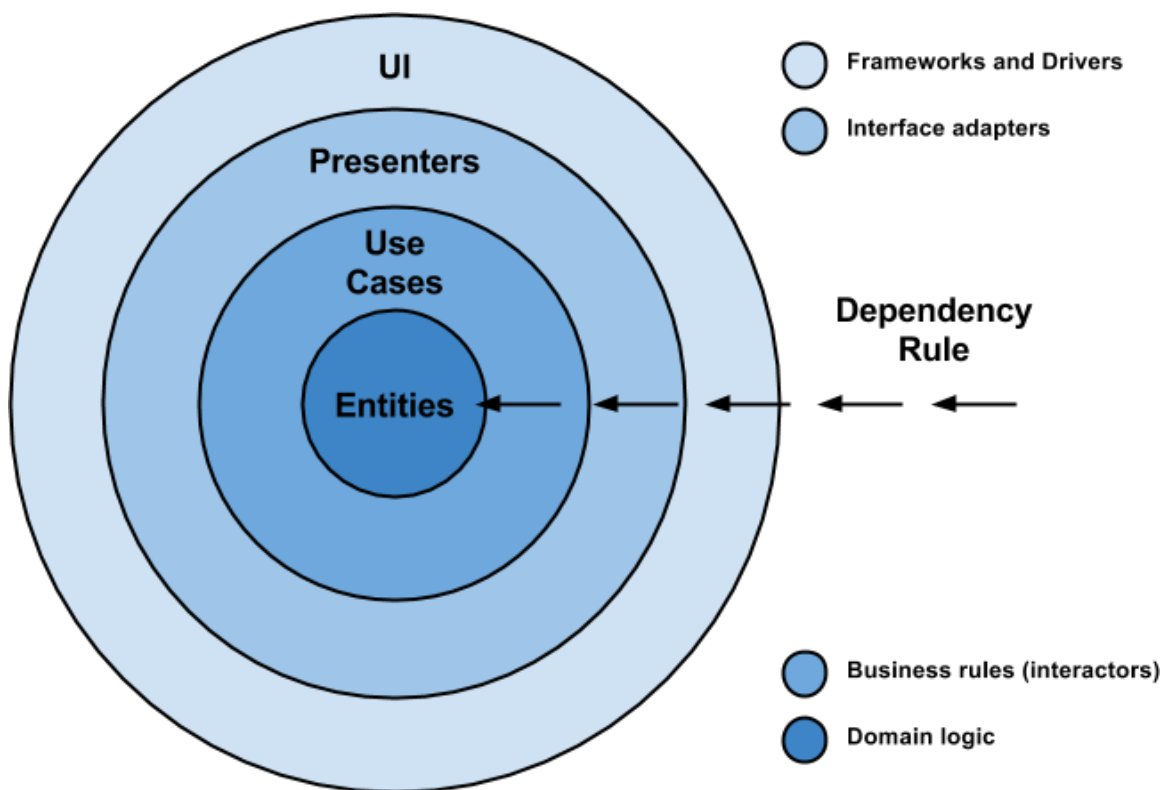 UI
Presenters
Use
Cases
Entities
Frameworks and Drivers
Interface adapters
Dependency
Rule
Business rules (interactors)
Domain logic